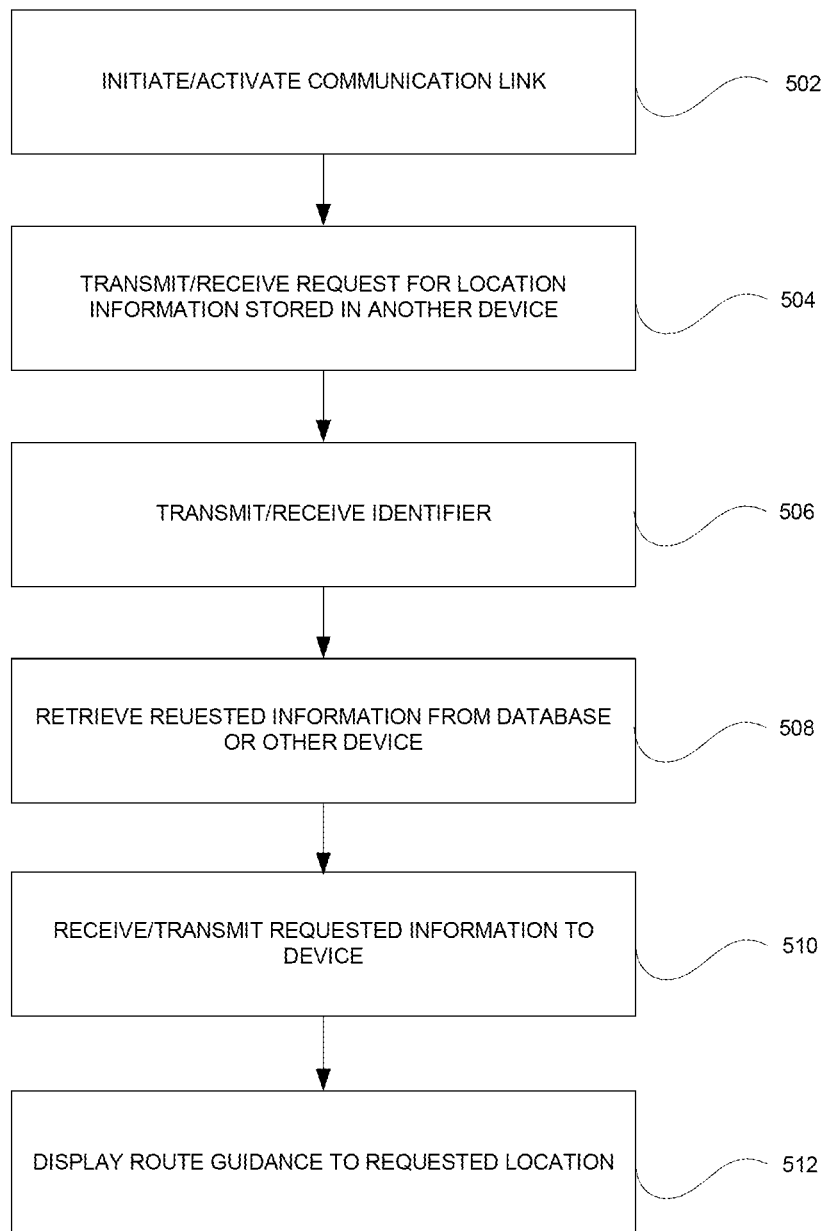 INITIATE/ACTIVATE COMMUNICATION LINK
502
TRANSMIT/RECEIVE REQUEST FOR LOCATION
INFORMATION STORED IN ANOTHER DEVICE
504
TRANSMIT/RECEIVE IDENTIFIER
506
RETRIEVE REUESTED INFORMATION FROM DATABASE
OR OTHER DEVICE
508
RECEIVE/TRANSMIT REQUESTED INFORMATION TO
DEVICE
510
DISPLAY ROUTE GUIDANCE TO REQUESTED LOCATION
512